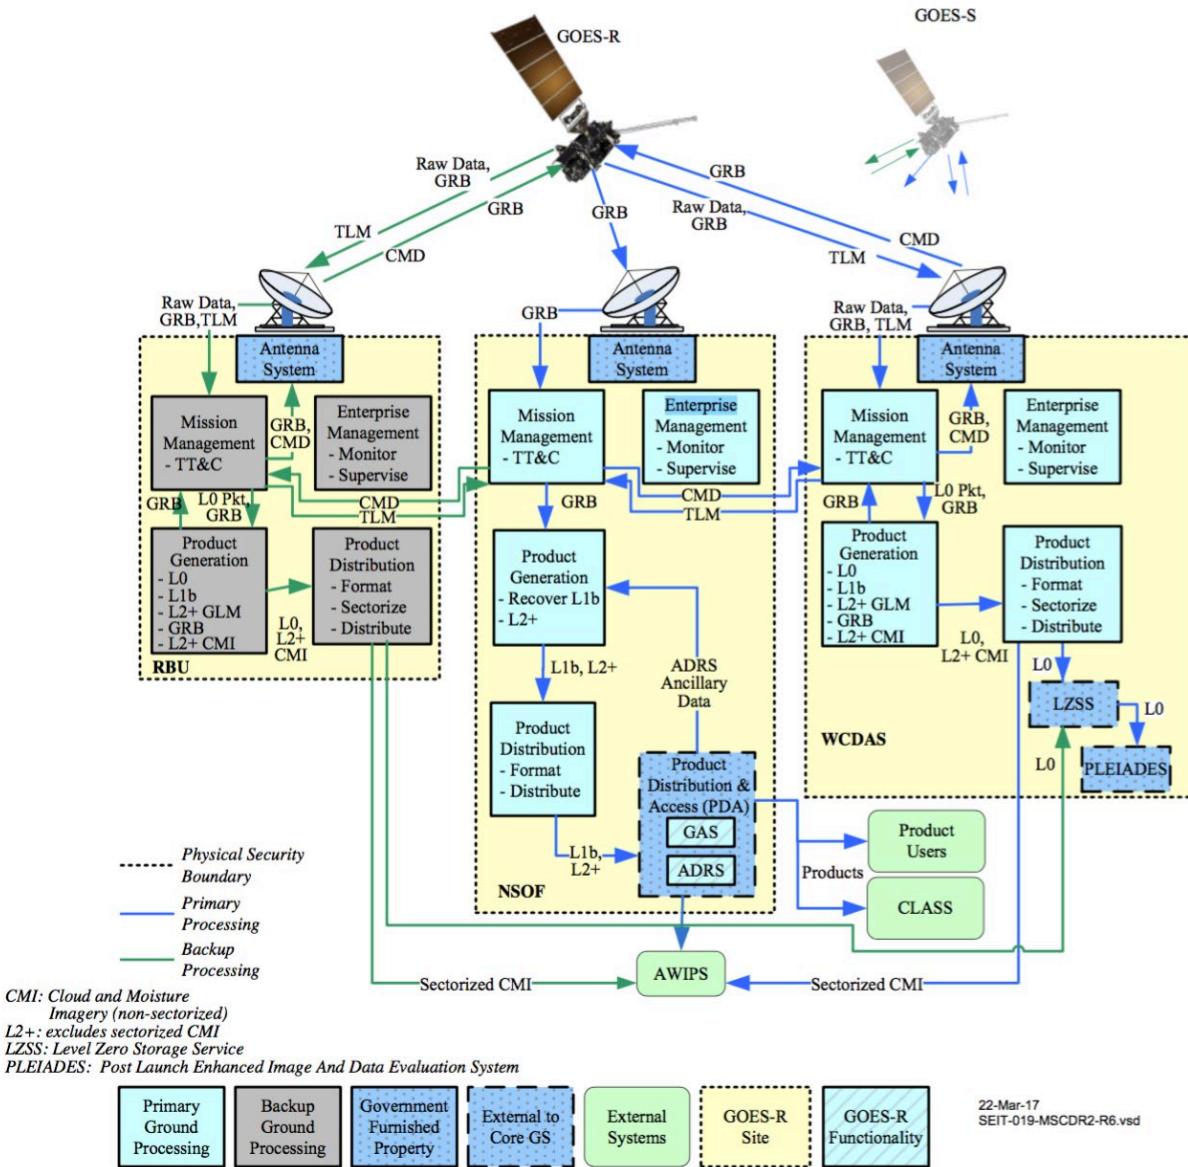 GOES-R
GOES-S
Raw Data,
GRB
GRB
TLM
CMD
GRB
GRB
Raw Data,
GRB
CMD
TLM
Raw Data,
GRB,TLM
Antenna
System
Mission
Management
- TT&C
Enterprise
Management
- Monitor
- Supervise
GRB,
CMD
GRB
L0 Pkt,
GRB
Product
Generation
- L0
- L1b
- L2+ GLM
- GRB
- L2+ CMI
Product
Distribution
- Format
- Sectorize
- Distribute
L0,
L2+
CMI
RBU
CMD
TLM
GRB
Antenna
System
Mission
Management
- TT&C
Enterprise
Management
- Monitor
- Supervise
GRB
CMD
TLM
Product
Generation
- Recover L1b
- L2+
L1b, L2+
ADRS
Ancillary
Data
Product
Distribution
- Format
- Distribute
L1b,
L2+
Product
Distribution &
Access (PDA)
GAS
ADRS
NSOF
Raw Data,
GRB, TLM
Antenna
System
Mission
Management
- TT&C
Enterprise
Management
- Monitor
- Supervise
GRB,
CMD
GRB
L0 Pkt,
GRB
Product
Generation
- L0
- L1b
- L2+ GLM
- GRB
- L2+ CMI
Product
Distribution
- Format
- Sectorize
- Distribute
L0,
L2+ CMI
L0
LZSS
L0
L0
PLEIADES
WCDAS
Products
Product
Users
CLASS
AWIPS
Sectorized CMI
Sectorized CMI
Physical Security
Boundary
Primary
Processing
Backup
Processing
CMI: Cloud and Moisture
Imagery (non-sectorized)
L2+: excludes sectorized CMI
LZSS: Level Zero Storage Service
PLEIADES: Post Launch Enhanced Image And Data Evaluation System
Primary
Ground
Processing
Backup
Ground
Processing
Government
Furnished
Property
External to
Core GS
External
Systems
GOES-R
Site
GOES-R
Functionality
22-Mar-17
SEIT-019-MSCDR2-R6.vsd